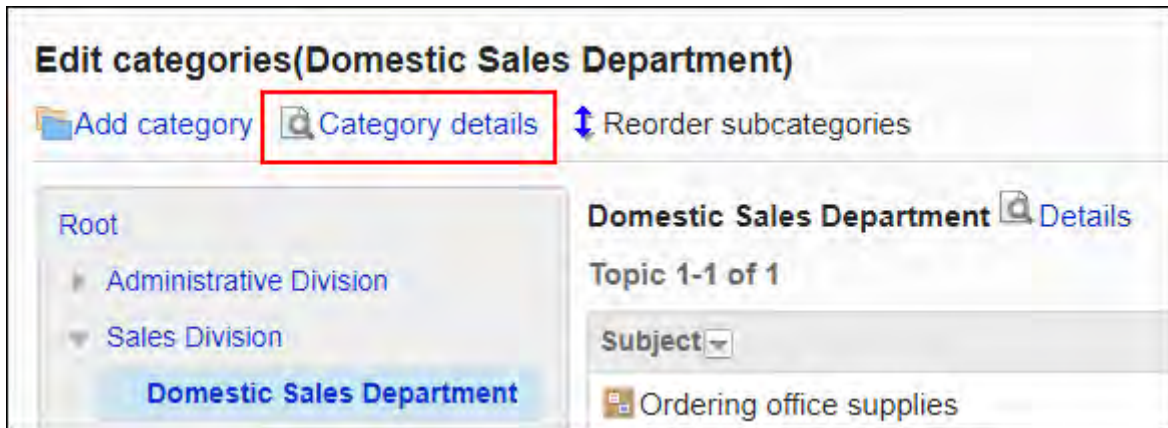 Edit categories(Domestic Sales Department)
Add category Category details Reorder subcategories
Root
Administrative Division
Sales Division
Domestic Sales Department
Domestic Sales Department Details
Topic 1-1 of 1
Subject
Ordering office supplies